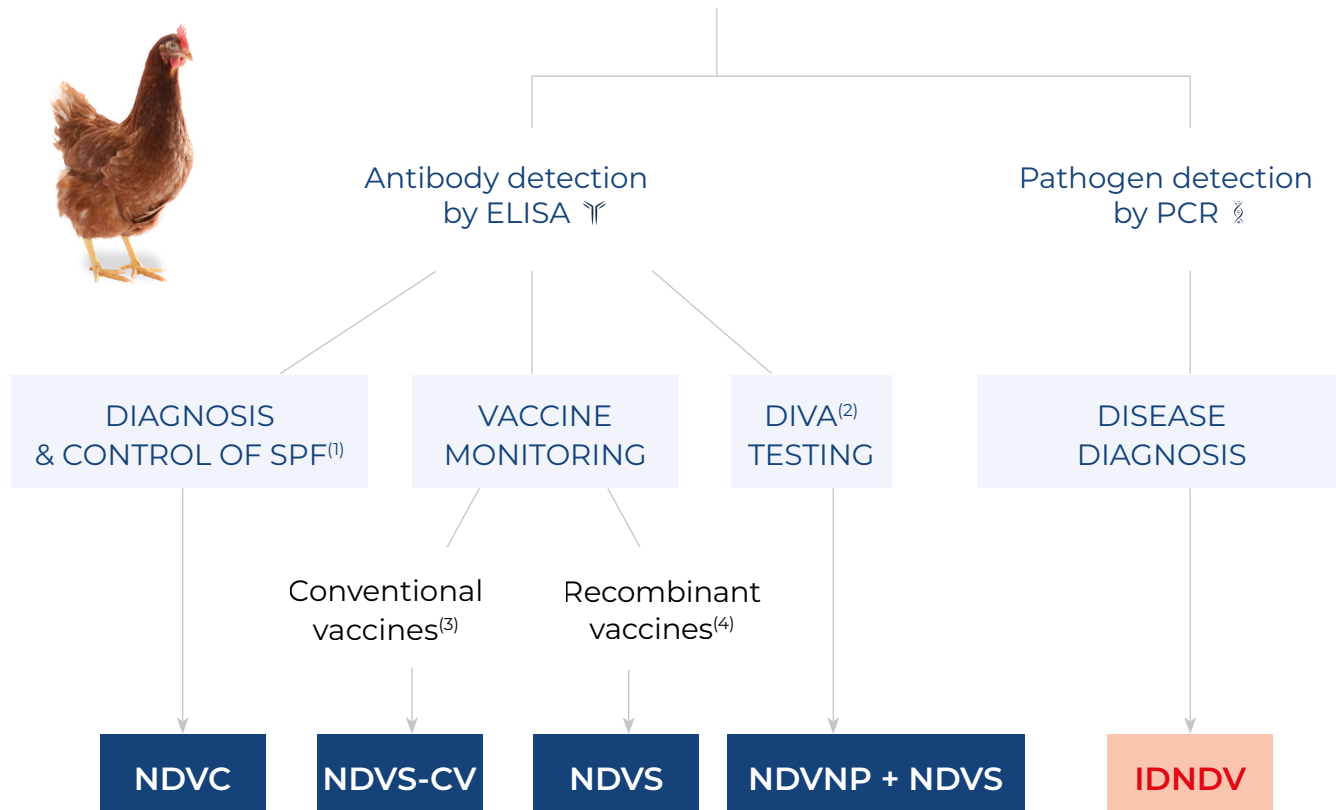 Antibody detection
by ELISA
Pathogen detection
by PCR
DIAGNOSIS
& CONTROL OF SPF(1)
VACCINE
MONITORING
DIVA(2)
TESTING
DISEASE
DIAGNOSIS
Conventional
vaccines(3)
Recombinant
vaccines(4)
NDVC
NDVS-CV
NDVS
NDVNP + NDVS
IDNDV